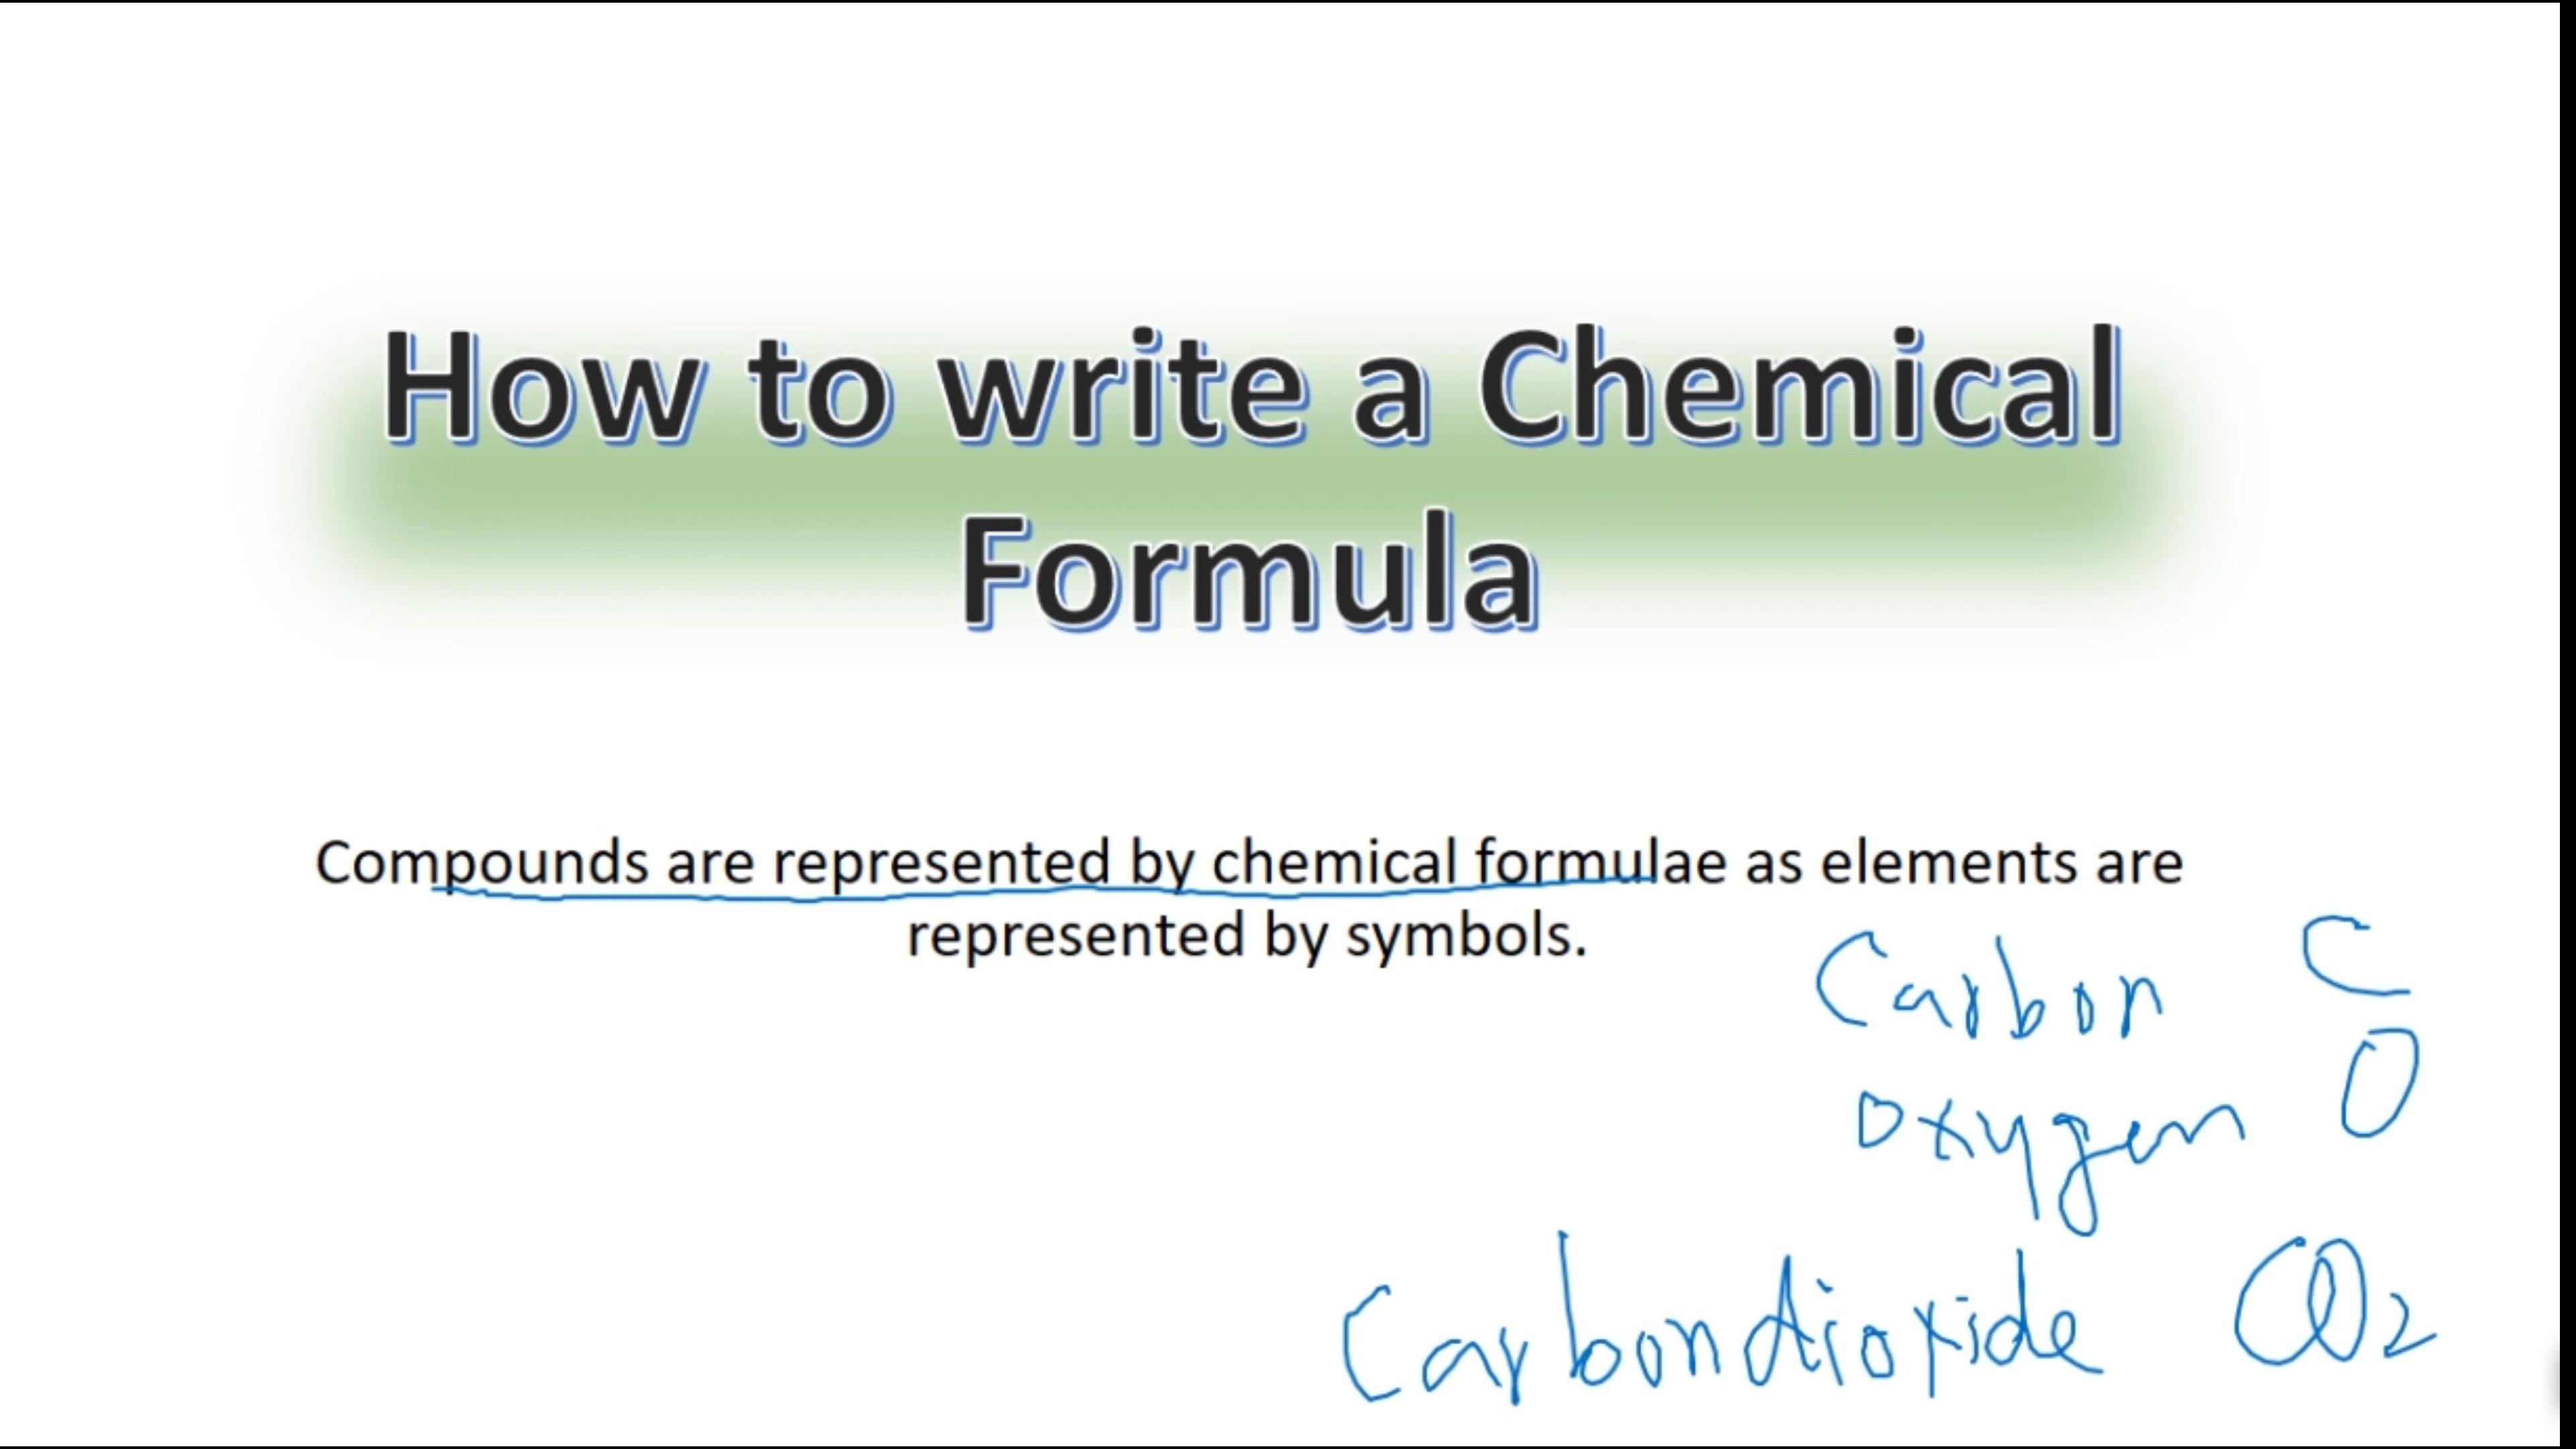 How to write a Chemical
Formula
Compounds are represented by chemical formulae as elements are
represented by symbols.
Carbon C
oxygen O
Carbondioxide CO2